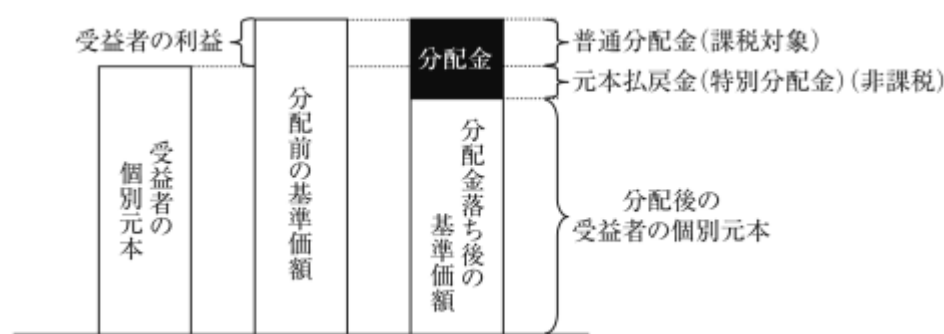 受益者の利益
分配金
普通分配金(課税対象)
元本払戻金(特別分配金)(非課税)
受益者の
個別元本
分配前の基準価額
分配金落ち後の
基準価額
分配後の
受益者の個別元本